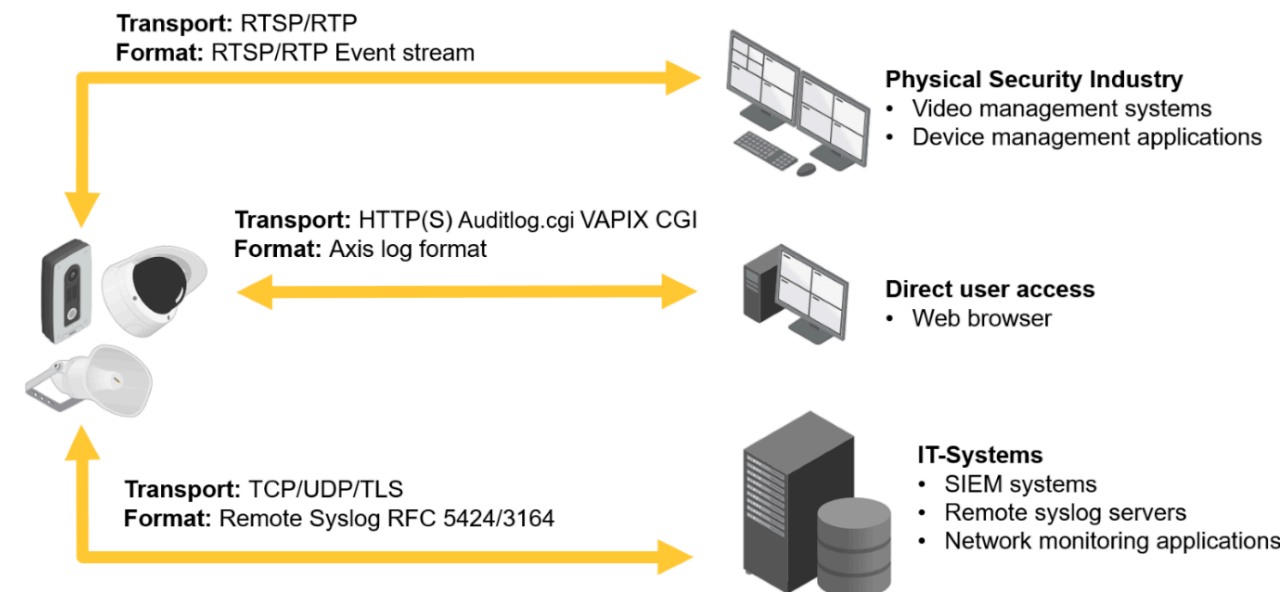 Transport: RTSP/RTP
Format: RTSP/RTP Event stream
Physical Security Industry
• Video management systems
• Device management applications
Transport: HTTP(S) Auditlog.cgi VAPIX CGI
Format: Axis log format
Direct user access
• Web browser
Transport: TCP/UDP/TLS
Format: Remote Syslog RFC 5424/3164
IT-Systems
• SIEM systems
• Remote syslog servers
• Network monitoring applications